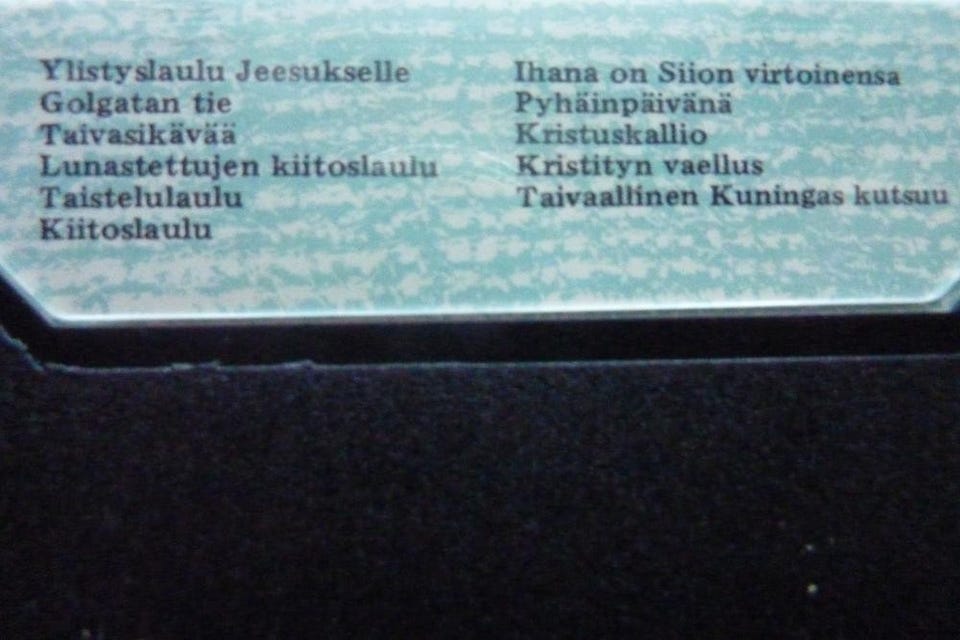 Ylistyslaulu Jeesukselle
Golgatan tie
Taivasikävää
Lunastettujen kiitoslaulu
Taistelulaulu
Kiitoslaulu
Ihana on Siion virtoinensa
Pyhäinpäivänä
Kristuskallio
Kristityn vaellus
Taivaallinen Kuningas kutsuu